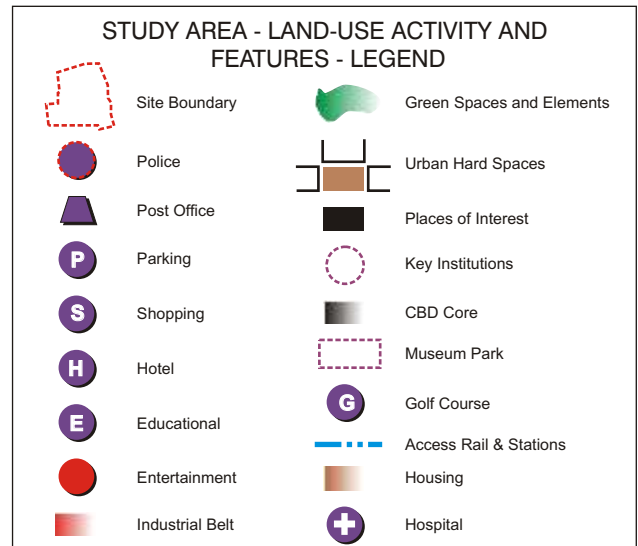 STUDY AREA - LAND-USE ACTIVITY AND
FEATURES - LEGEND
Site Boundary
Police
Post Office
P Parking
S Shopping
H Hotel
E Educational
Entertainment
Industrial Belt
Green Spaces and Elements
Urban Hard Spaces
Places of Interest
Key Institutions
CBD Core
Museum Park
G Golf Course
Access Rail & Stations
Housing
Hospital